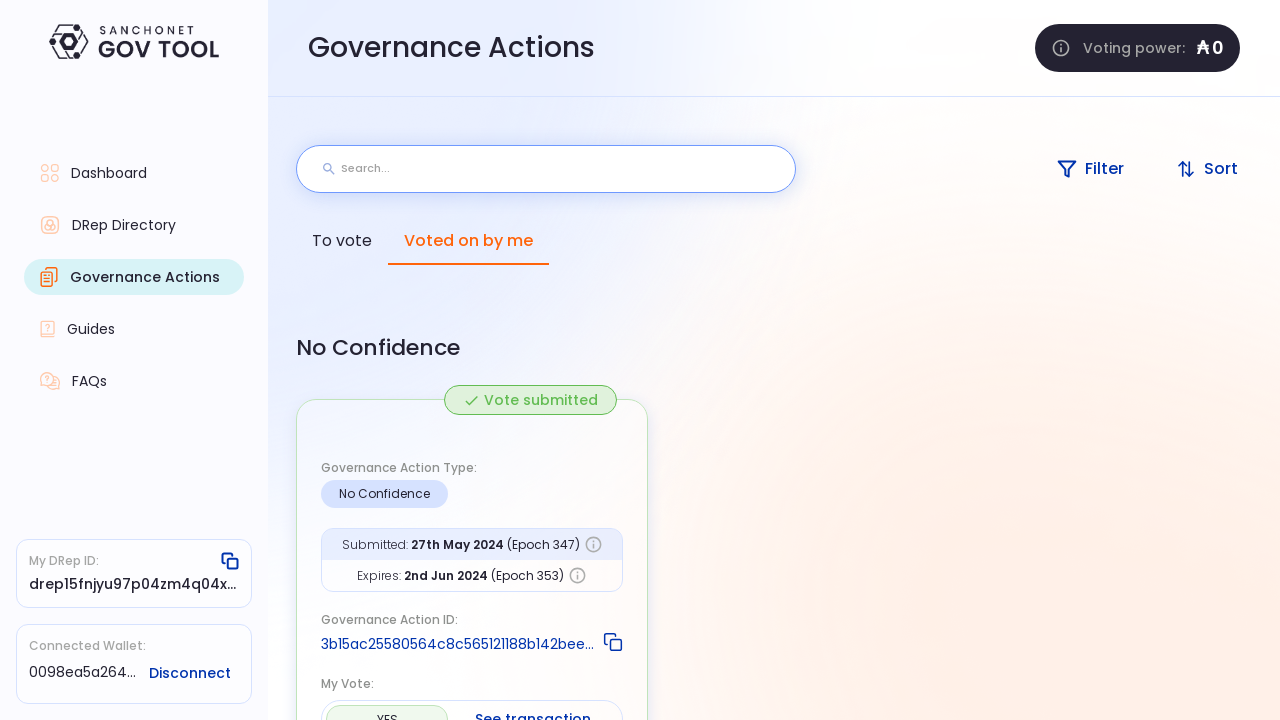 SANCHONET
GOV TOOL
Governance Actions
Voting power: ₳0
Dashboard
DRep Directory
Governance Actions
Guides
FAQs
My DRep ID:
drep15fnjyu97p04zm4q04x...
Connected Wallet:
0098ea5a264... Disconnect
Search...
Filter
Sort
To vote
Voted on by me
No Confidence
Vote submitted
Governance Action Type:
No Confidence
Submitted: 27th May 2024 (Epoch 347)
Expires: 2nd Jun 2024 (Epoch 353)
Governance Action ID:
3b15ac25580564c8c565121188b142bee...
My Vote:
YES
See transaction